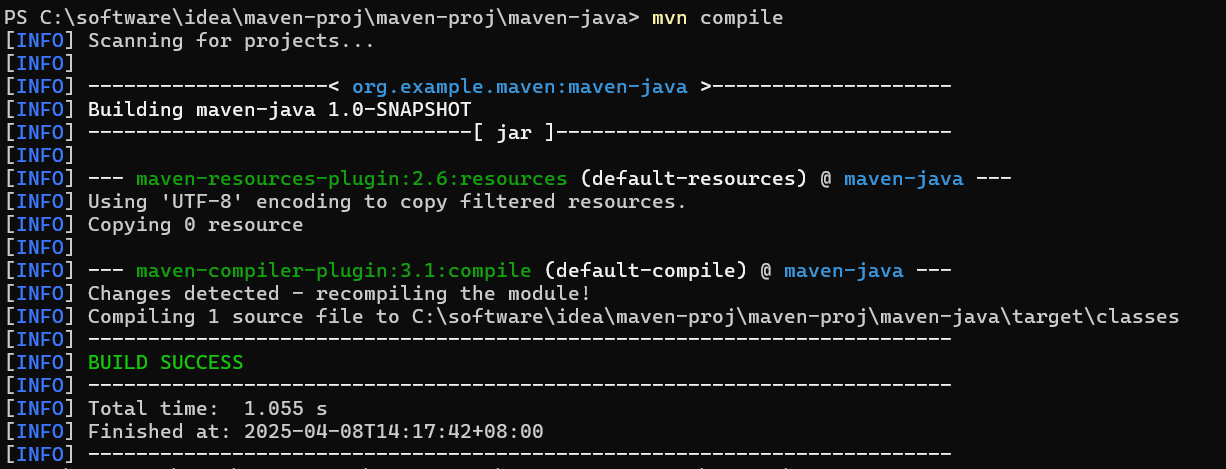 PS C:\software\idea\maven-proj\maven-proj\maven-java> mvn compile
[INFO] Scanning for projects...
[INFO]
[INFO] --------------------< org.example.maven:maven-java >--------------------
[INFO] Building maven-java 1.0-SNAPSHOT
[INFO] --------------------------------[ jar ]---------------------------------
[INFO]
[INFO] --- maven-resources-plugin:2.6:resources (default-resources) @ maven-java ---
[INFO] Using 'UTF-8' encoding to copy filtered resources.
[INFO] Copying 0 resource
[INFO]
[INFO] --- maven-compiler-plugin:3.1:compile (default-compile) @ maven-java ---
[INFO] Changes detected - recompiling the module!
[INFO] Compiling 1 source file to C:\software\idea\maven-proj\maven-proj\maven-java\target\classes
[INFO] ------------------------------------------------------------------------
[INFO] BUILD SUCCESS
[INFO] ------------------------------------------------------------------------
[INFO] Total time:  1.055 s
[INFO] Finished at: 2025-04-08T14:17:42+08:00
[INFO] ------------------------------------------------------------------------